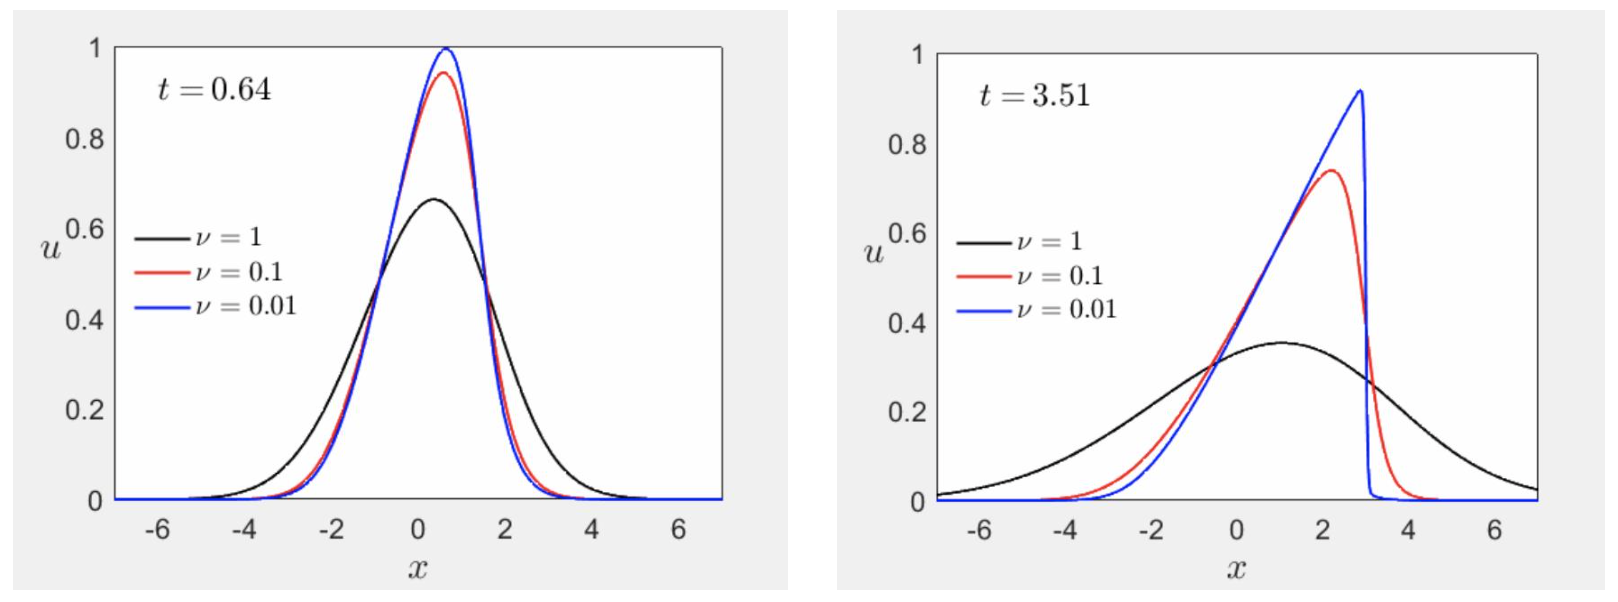 t = 0.64
1
0.8
0.6
0.4
0.2
0
u
ν = 1
ν = 0.1
ν = 0.01
-6 -4 -2 0 2 4 6
x
t = 3.51
1
0.8
0.6
0.4
0.2
0
u
ν = 1
ν = 0.1
ν = 0.01
-6 -4 -2 0 2 4 6
x